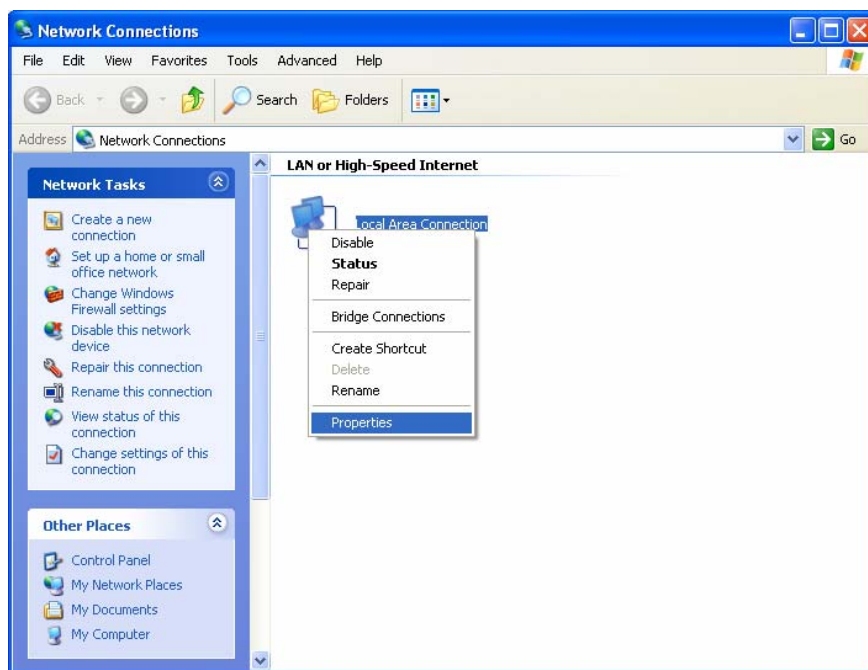 Network Connections
File Edit View Favorites Tools Advanced Help
Back Search Folders
Address Network Connections Go
Network Tasks
Create a new
connection
Set up a home or small
office network
Change Windows
Firewall settings
Disable this network
device
Repair this connection
Rename this connection
View status of this
connection
Change settings of this
connection
Other Places
Control Panel
My Network Places
My Documents
My Computer
LAN or High-Speed Internet
Local Area Connection
Disable
Status
Repair
Bridge Connections
Create Shortcut
Delete
Rename
Properties